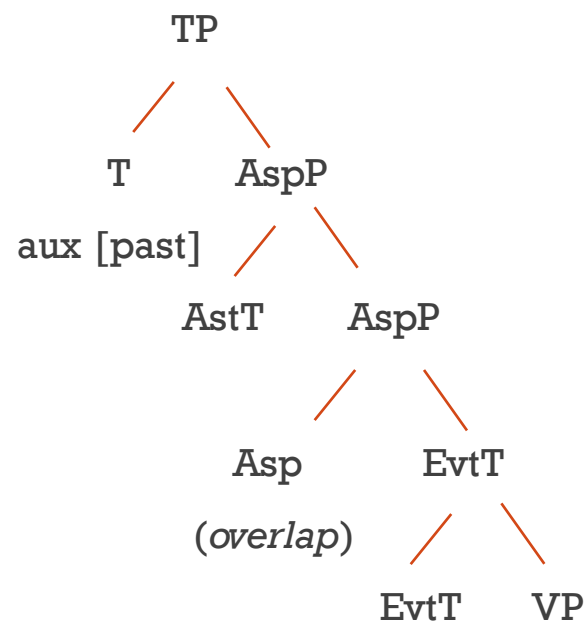 TP
T AspP
aux [past]
AstT AspP
Asp EvtT
(overlap)
EvtT VP